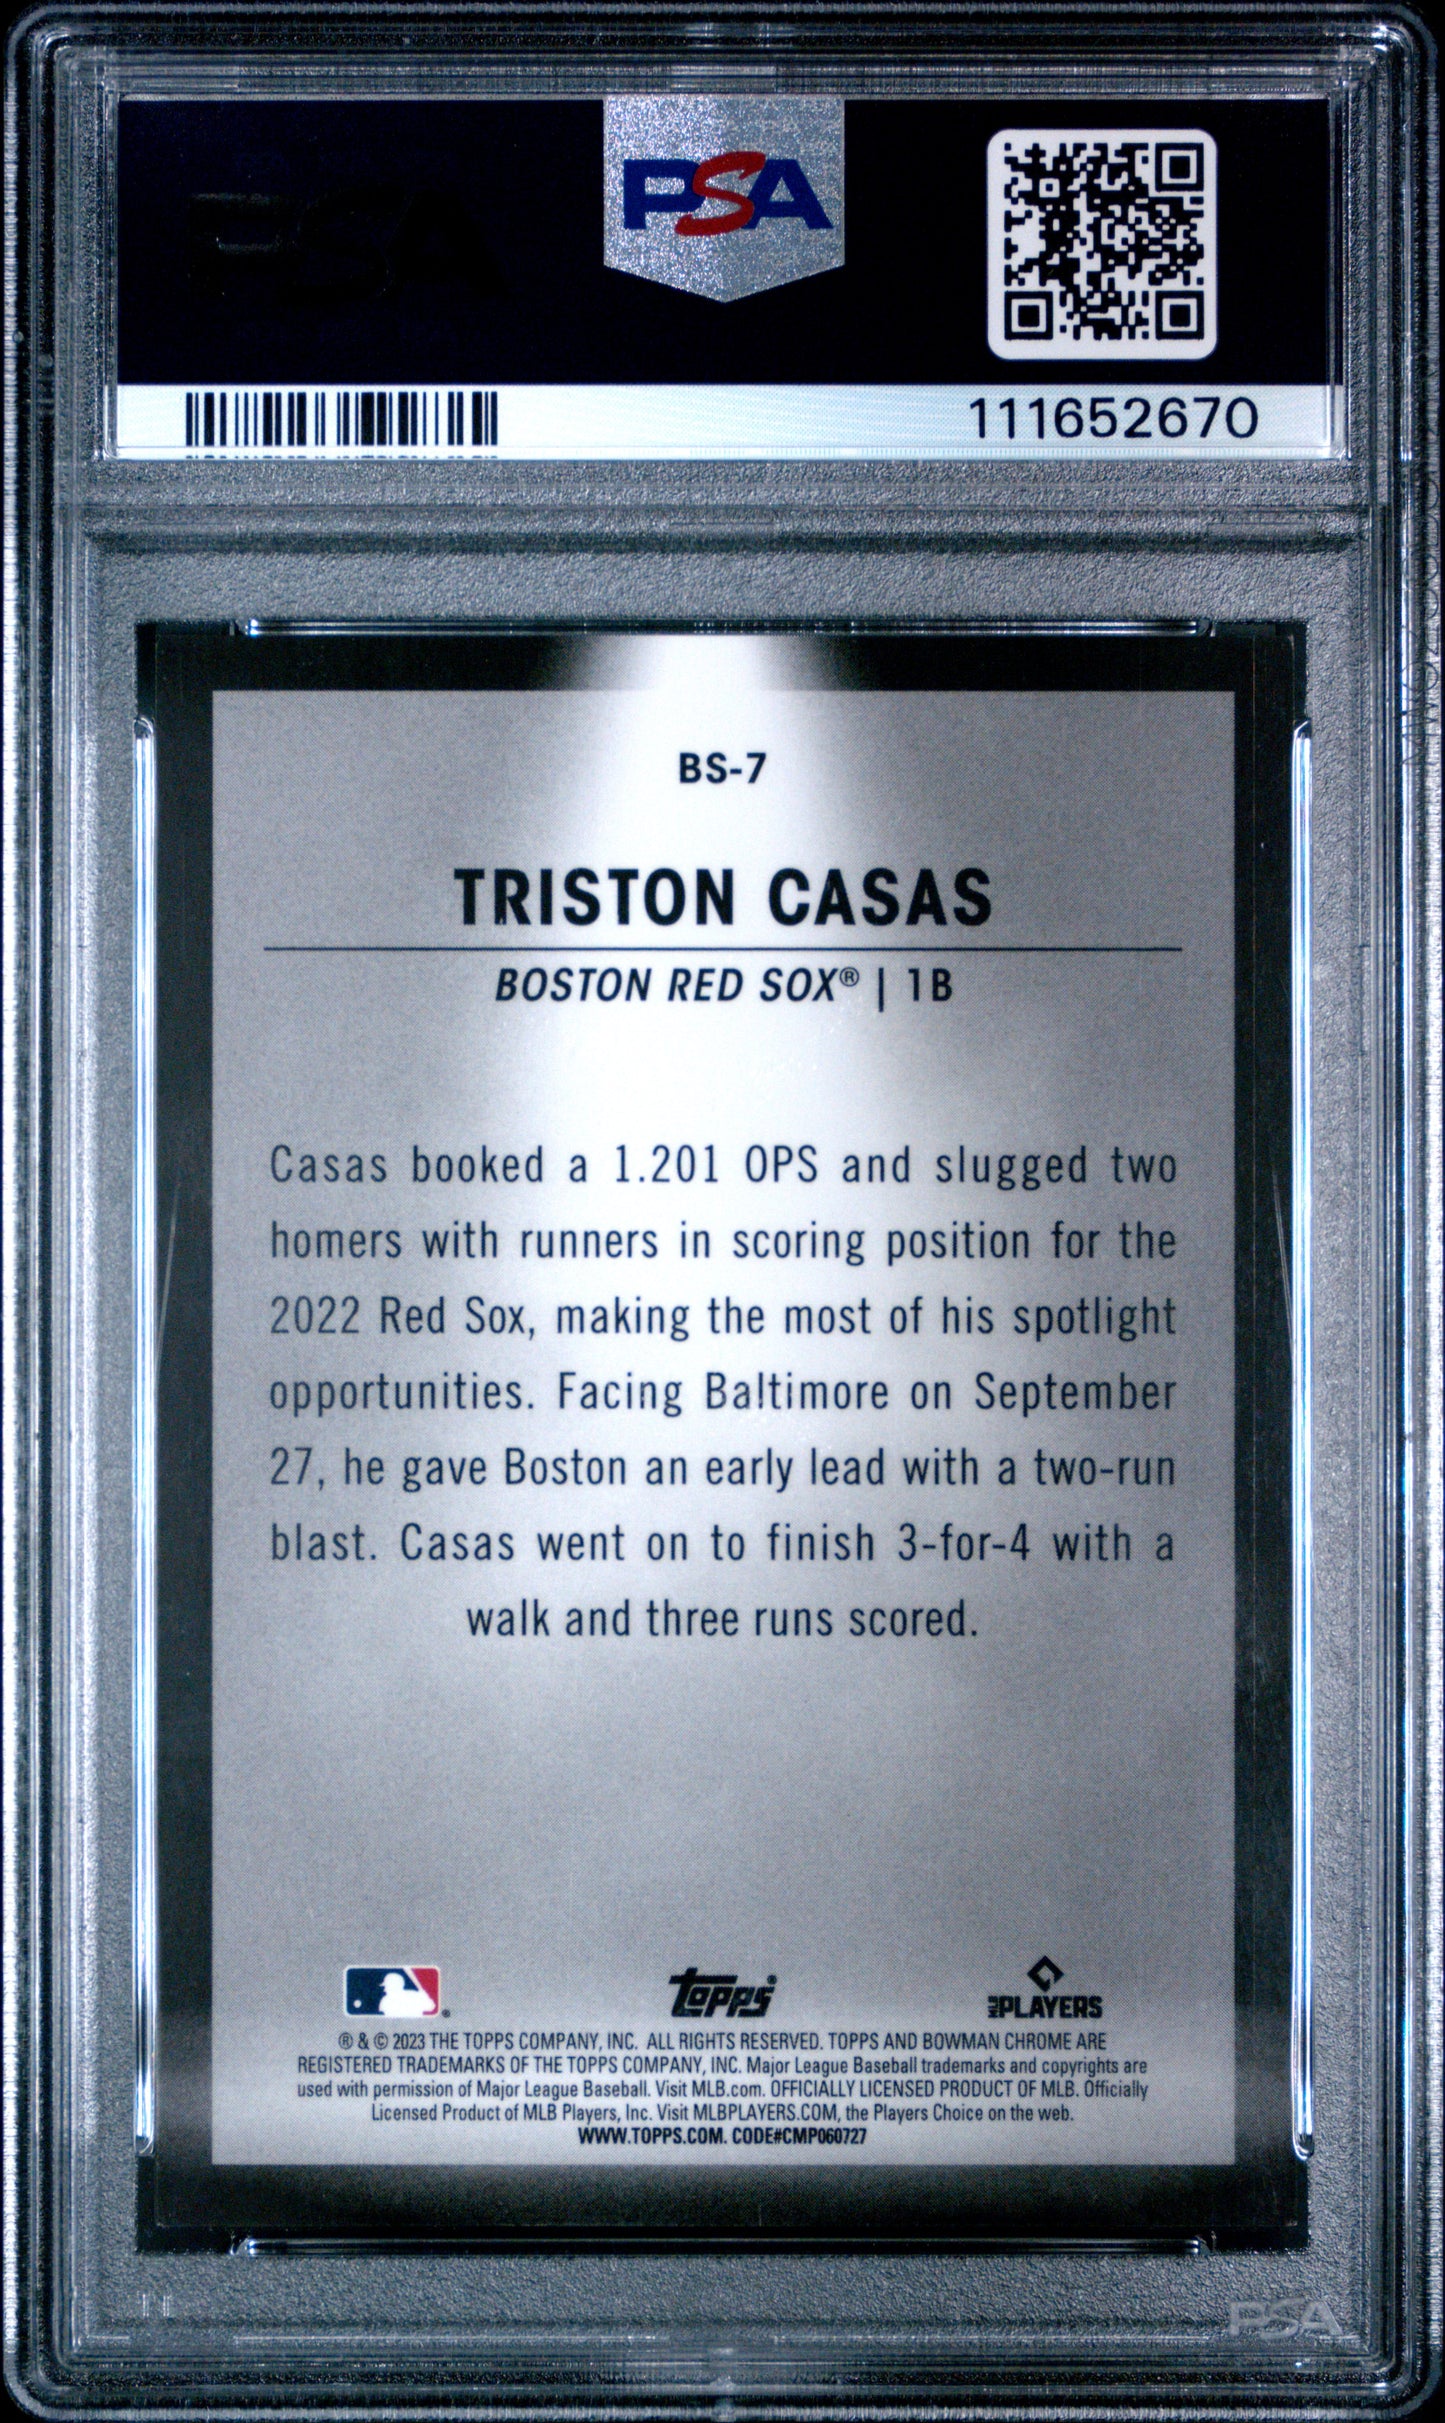 PSA
111652670
BS-7
TRISTON CASAS
BOSTON RED SOX® | 1B
Casas booked a 1.201 OPS and slugged two
homers with runners in scoring position for the
2022 Red Sox, making the most of his spotlight
opportunities. Facing Baltimore on September
27, he gave Boston an early lead with a two-run
blast. Casas went on to finish 3-for-4 with a
walk and three runs scored.
Topps®
MLB PLAYERS
® & © 2023 THE TOPPS COMPANY, INC. ALL RIGHTS RESERVED. TOPPS AND BOWMAN CHROME ARE
REGISTERED TRADEMARKS OF THE TOPPS COMPANY, INC. Major League Baseball trademarks and copyrights are
used with permission of Major League Baseball. Visit MLB.com. OFFICIALLY LICENSED PRODUCT OF MLB. Officially
Licensed Product of MLB Players, Inc. Visit MLBPLAYERS.COM, the Players Choice on the web.
WWW.TOPPS.COM. CODE#CMP060727
PSA